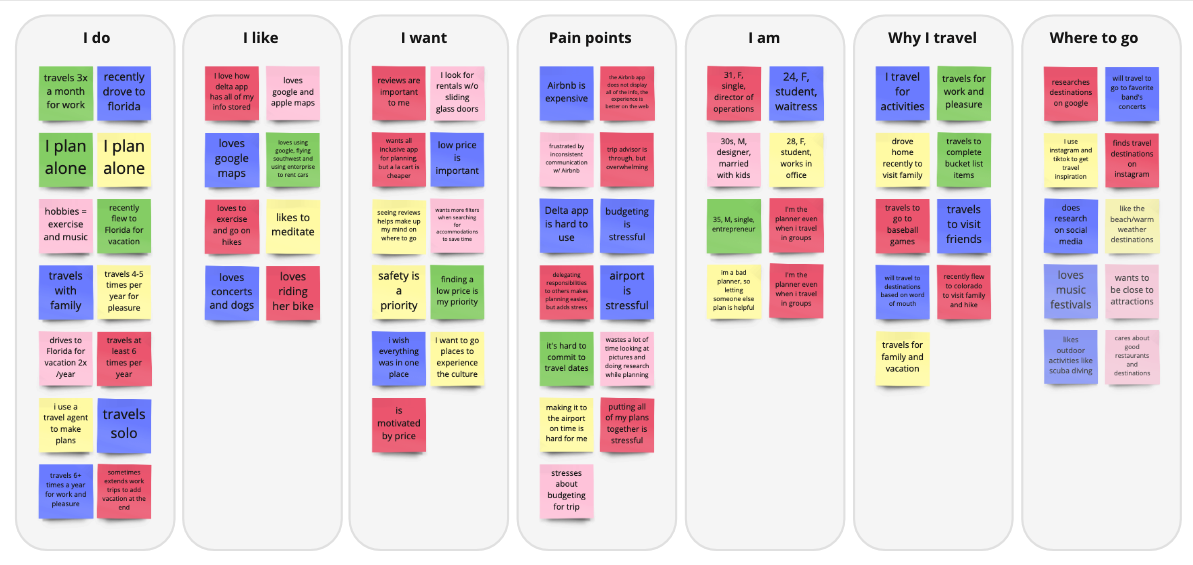 I do
travels 3x
a month
for work
recently
drove to
florida
I plan
alone
I plan
alone
hobbies =
exercise
and music
recently
flew to
Florida for
vacation
travels
with
family
travels 4-5
times per
year for
pleasure
drives to
Florida for
vacation 2x
/year
travels at
least 6
times per
year
i use a
travel agent
to make
plans
travels
solo
travels 6+
times a year
for work and
pleasure
sometimes
extends work
trips to add
vacation at the
end
I like
I love how
delta app
has all of my
info stored
loves
google and
apple maps
loves
google
maps
loves using
google, flying
southwest and
using enterprise
to rent cars
loves to
exercise
and go on
hikes
likes to
meditate
loves
concerts
and dogs
loves
riding
her bike
I want
reviews are
important
to me
I look for
rentals w/o
sliding
glass doors
wants all
inclusive app
for planning,
but a la cart is
cheaper
low price
is
important
seeing reviews
helps make up
my mind on
where to go
wants more filters
when searching
for
accommodations
to save time
safety is
a
priority
finding a
low price is
my priority
i wish
everything
was in one
place
I want to go
places to
experience
the culture
is
motivated
by price
Pain points
Airbnb is
expensive
the Airbnb app
does not display
all of the info, the
experience is
better on the web
frustrated by
inconsistent
communication
w/ Airbnb
trip advisor is
through, but
overwhelming
Delta app
is hard to
use
budgeting
is
stressful
delegating
responsibilities
to others makes
planning easier,
but adds stress
airport
is
stressful
it's hard to
commit to
travel dates
wastes a lot of
time looking at
pictures and
doing research
while planning
making it to
the airport
on time is
hard for me
putting all
of my plans
together is
stressful
stresses
about
budgeting
for trip
I am
31, F,
single,
director of
operations
24, F,
student,
waitress
30s, M,
designer,
married
with kids
28, F,
student,
works in
office
35, M, single,
entrepreneur
I'm the
planner even
when i travel
in groups
im a bad
planner, so
letting
someone else
plan is helpful
I'm the
planner even
when i travel
in groups
Why I travel
I travel
for
activities
travels for
work and
pleasure
drove
home
recently to
visit family
travels to
complete
bucket list
items
travels to
go to
baseball
games
travels
to visit
friends
will travel to
destinations
based on word
of mouth
recently flew
to colorado
to visit family
and hike
travels for
family and
vacation
Where to go
researches
destinations
on google
will travel to
go to favorite
band's
concerts
I use
instagram and
tiktok to get
travel
inspiration
finds travel
destinations
on
instagram
does
research
on social
media
like the
beach/warm
weather
destinations
loves
music
festivals
wants to
be close to
attractions
likes
outdoor
activities like
scuba diving
cares about
good
restaurants
and
destinations